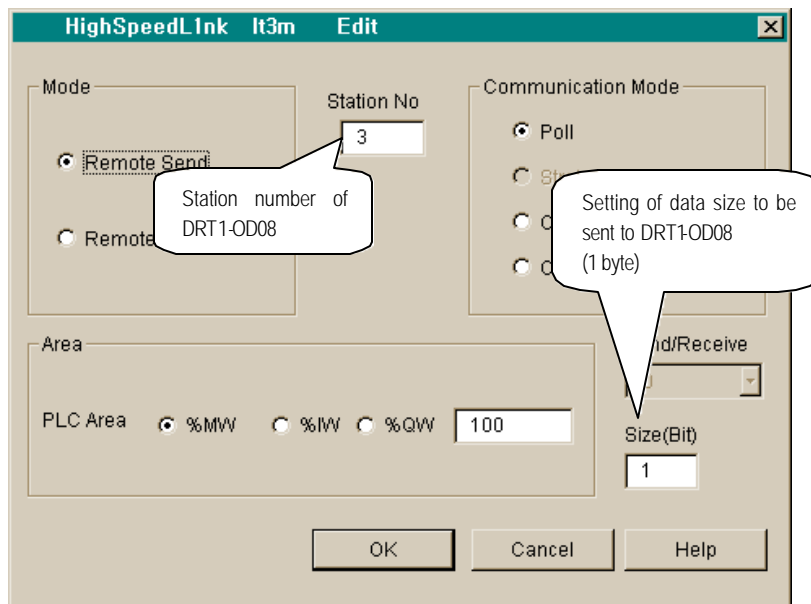 HighSpeedL1nk It3m Edit
Mode
Station No
Communication Mode
3
Poll
Remote Send
Station number of
DRT1-OD08
Setting of data size to be
sent to DRT1-OD08
(1 byte)
Remote
Area
nd/Receive
PLC Area %MW %IW %QW 100
Size(Bit)
1
OK Cancel Help